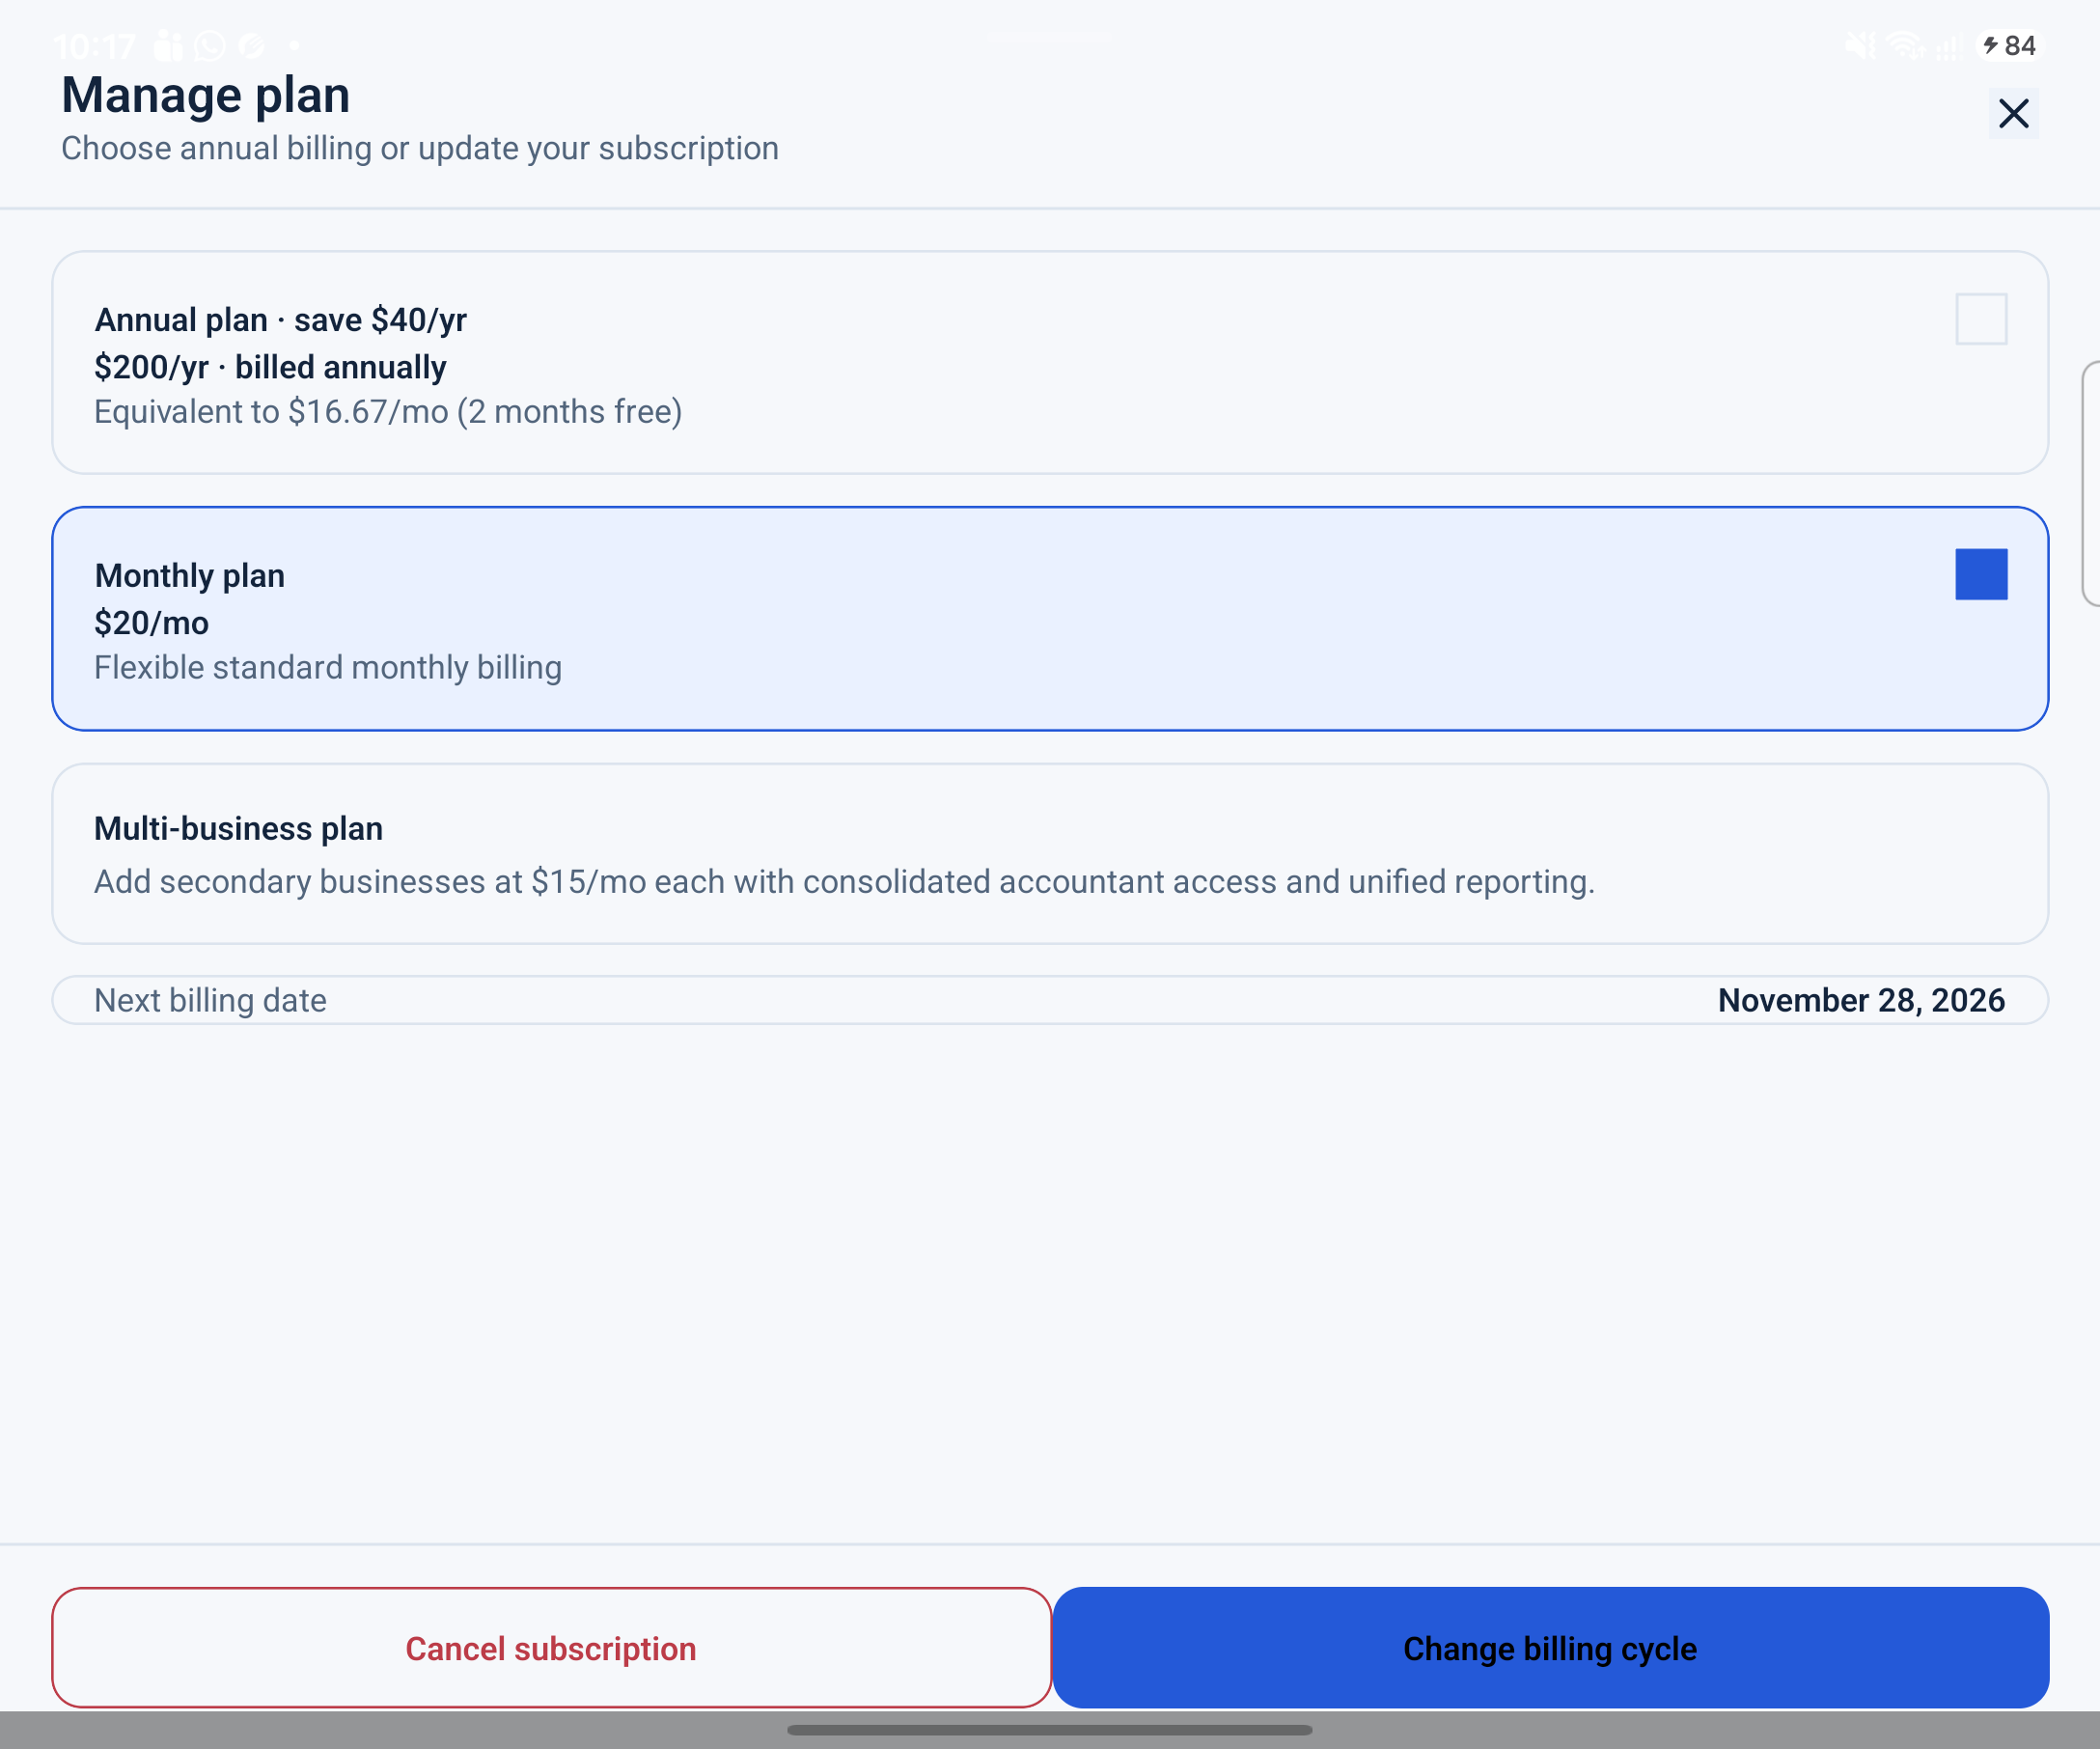 10:17
84
Manage plan
Choose annual billing or update your subscription
Annual plan · save $40/yr
$200/yr · billed annually
Equivalent to $16.67/mo (2 months free)
Monthly plan
$20/mo
Flexible standard monthly billing
Multi-business plan
Add secondary businesses at $15/mo each with consolidated accountant access and unified reporting.
Next billing date
November 28, 2026
Cancel subscription
Change billing cycle